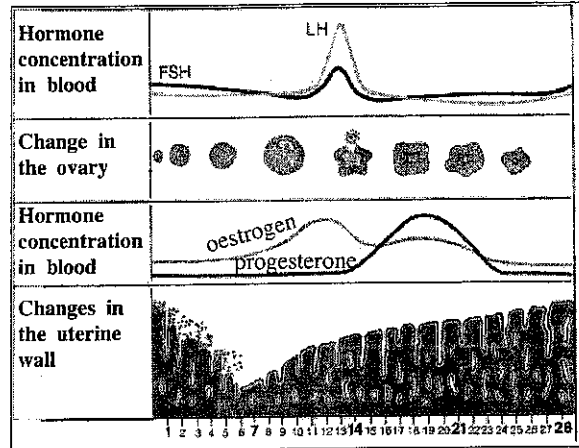 Hormone
concentration
in blood
LH
FSH
Change in
the ovary
Hormone
concentration
in blood
oestrogen
progesterone
Changes in
the uterine
wall
1 2 3 4 5 6 7 8 9 10 11 12 13 14 15 16 17 18 19 20 21 22 23 24 25 26 27 28